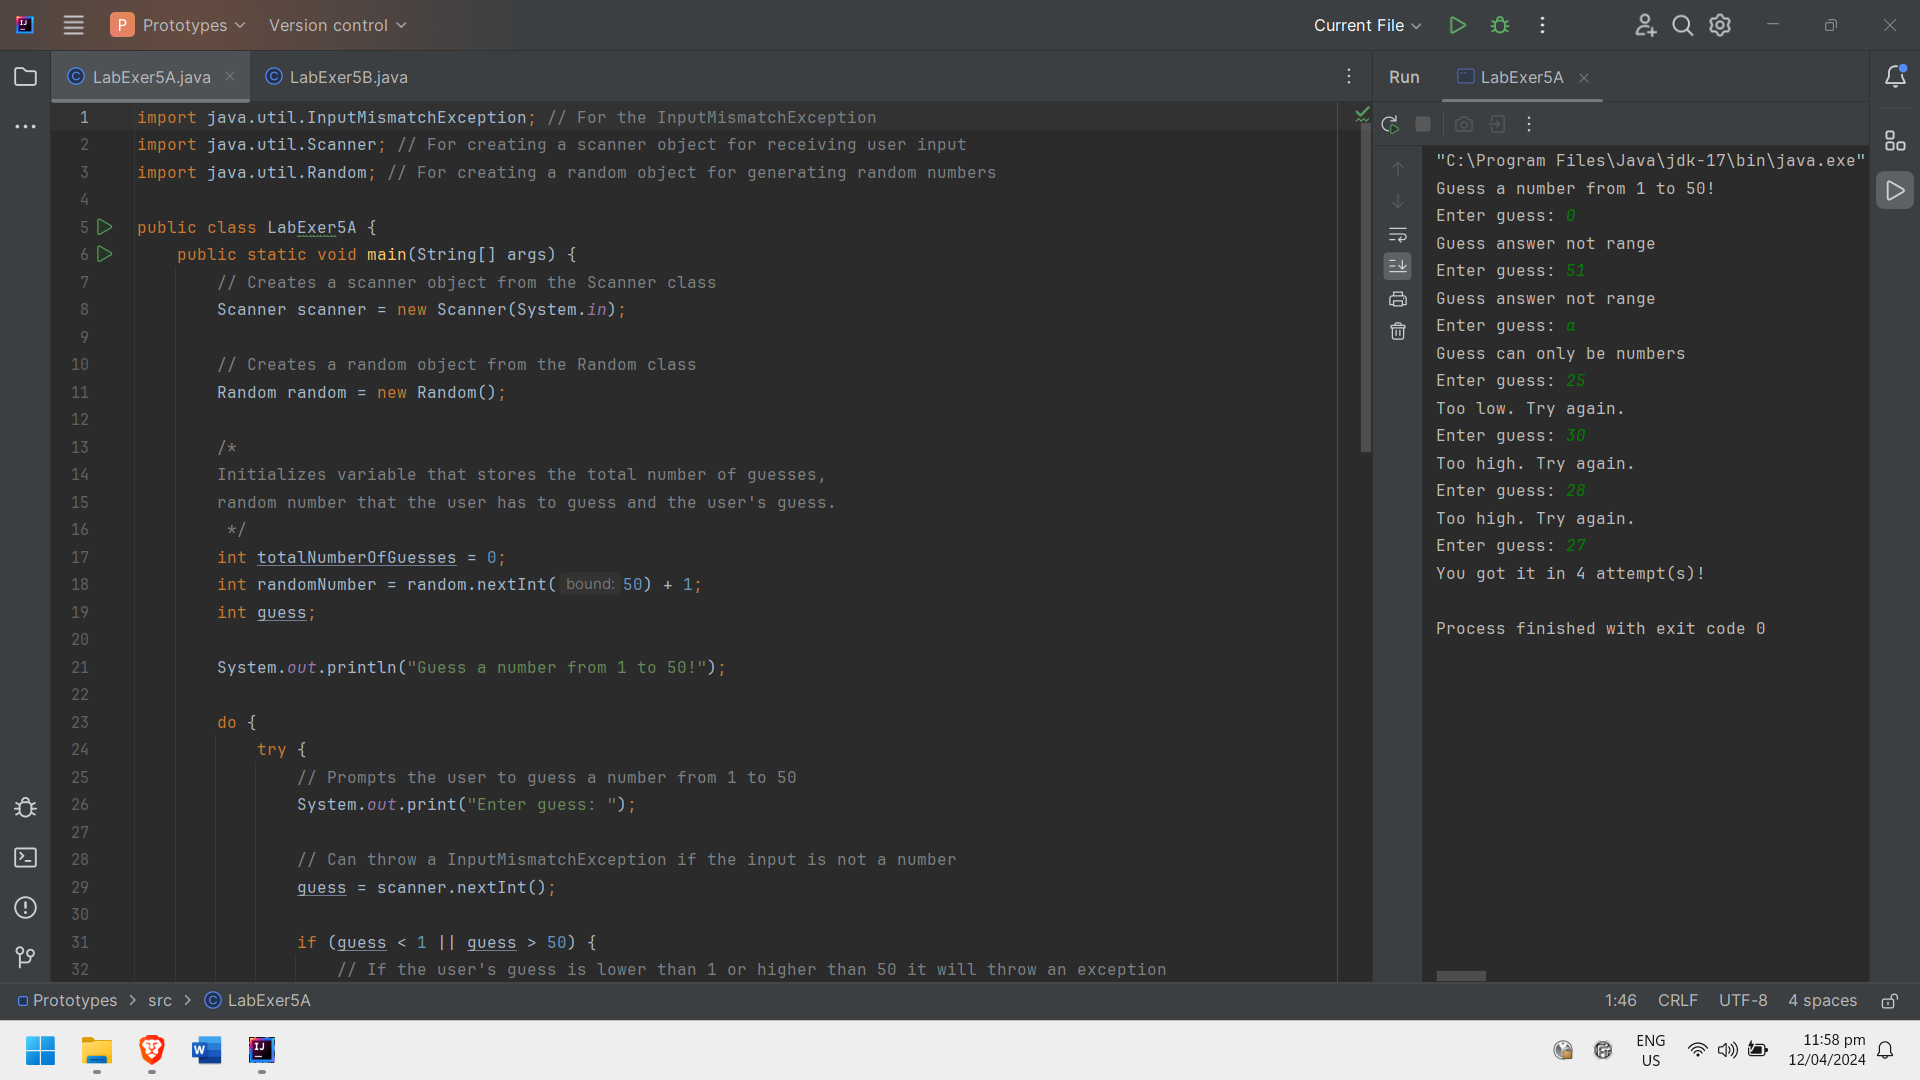 P Prototypes Version control Current File
LabExer5A.java LabExer5B.java
Run LabExer5A
1 import java.util.InputMismatchException; // For the InputMismatchException
2 import java.util.Scanner; // For creating a scanner object for receiving user input
3 import java.util.Random; // For creating a random object for generating random numbers
4
5 public class LabExer5A {
6 public static void main(String[] args) {
7 // Creates a scanner object from the Scanner class
8 Scanner scanner = new Scanner(System.in);
9
10 // Creates a random object from the Random class
11 Random random = new Random();
12
13 /*
14 Initializes variable that stores the total number of guesses,
15 random number that the user has to guess and the user's guess.
16 */
17 int totalNumberOfGuesses = 0;
18 int randomNumber = random.nextInt( bound: 50) + 1;
19 int guess;
20
21 System.out.println("Guess a number from 1 to 50!");
22
23 do {
24 try {
25 // Prompts the user to guess a number from 1 to 50
26 System.out.print("Enter guess: ");
27
28 // Can throw a InputMismatchException if the input is not a number
29 guess = scanner.nextInt();
30
31 if (guess < 1 || guess > 50) {
32 // If the user's guess is lower than 1 or higher than 50 it will throw an exception
"C:\Program Files\Java\jdk-17\bin\java.exe"
Guess a number from 1 to 50!
Enter guess: 0
Guess answer not range
Enter guess: 51
Guess answer not range
Enter guess: a
Guess can only be numbers
Enter guess: 25
Too low. Try again.
Enter guess: 30
Too high. Try again.
Enter guess: 28
Too high. Try again.
Enter guess: 27
You got it in 4 attempt(s)!
Process finished with exit code 0
Prototypes > src > LabExer5A
1:46 CRLF UTF-8 4 spaces
ENG
US
11:58 pm
12/04/2024